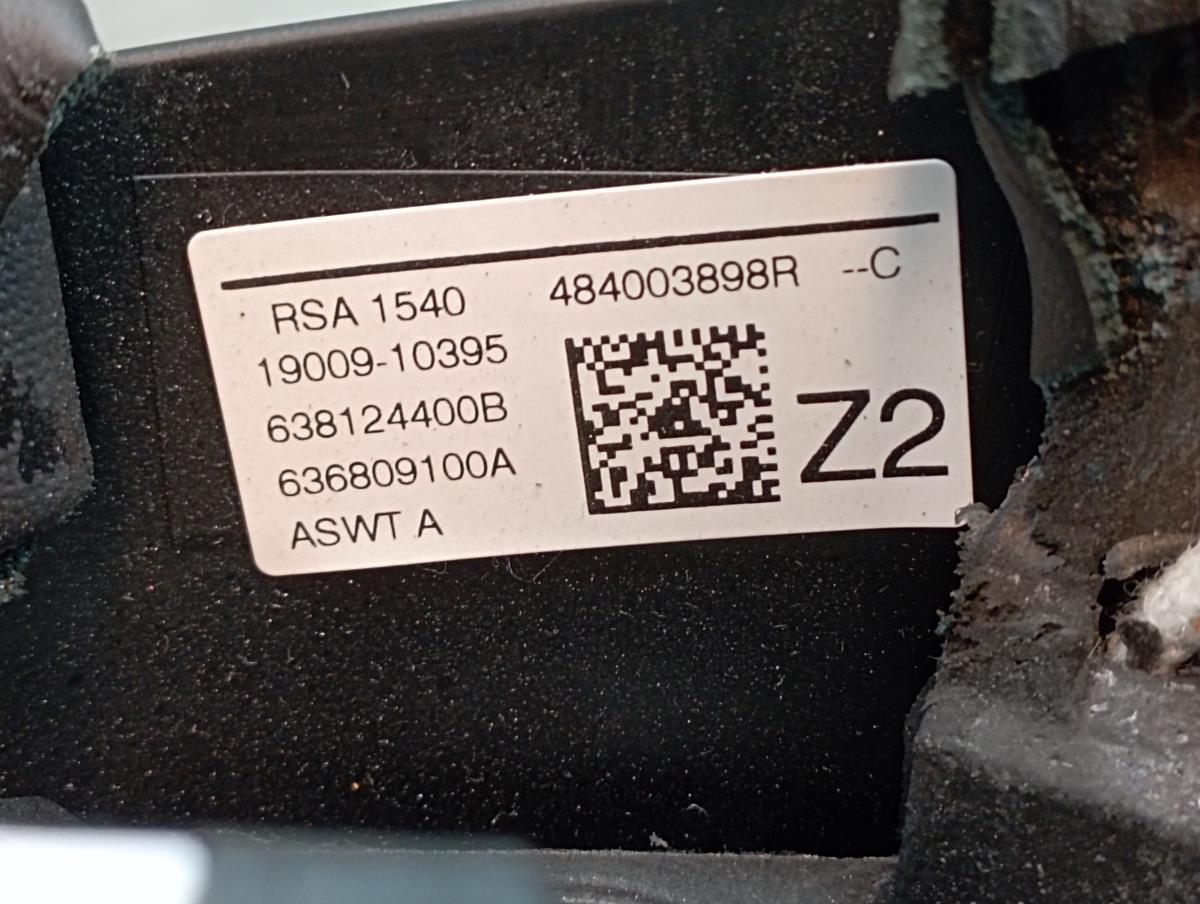 RSA 1540 484003898R --C
19009-10395
638124400B
636809100A
ASWT A
Z2